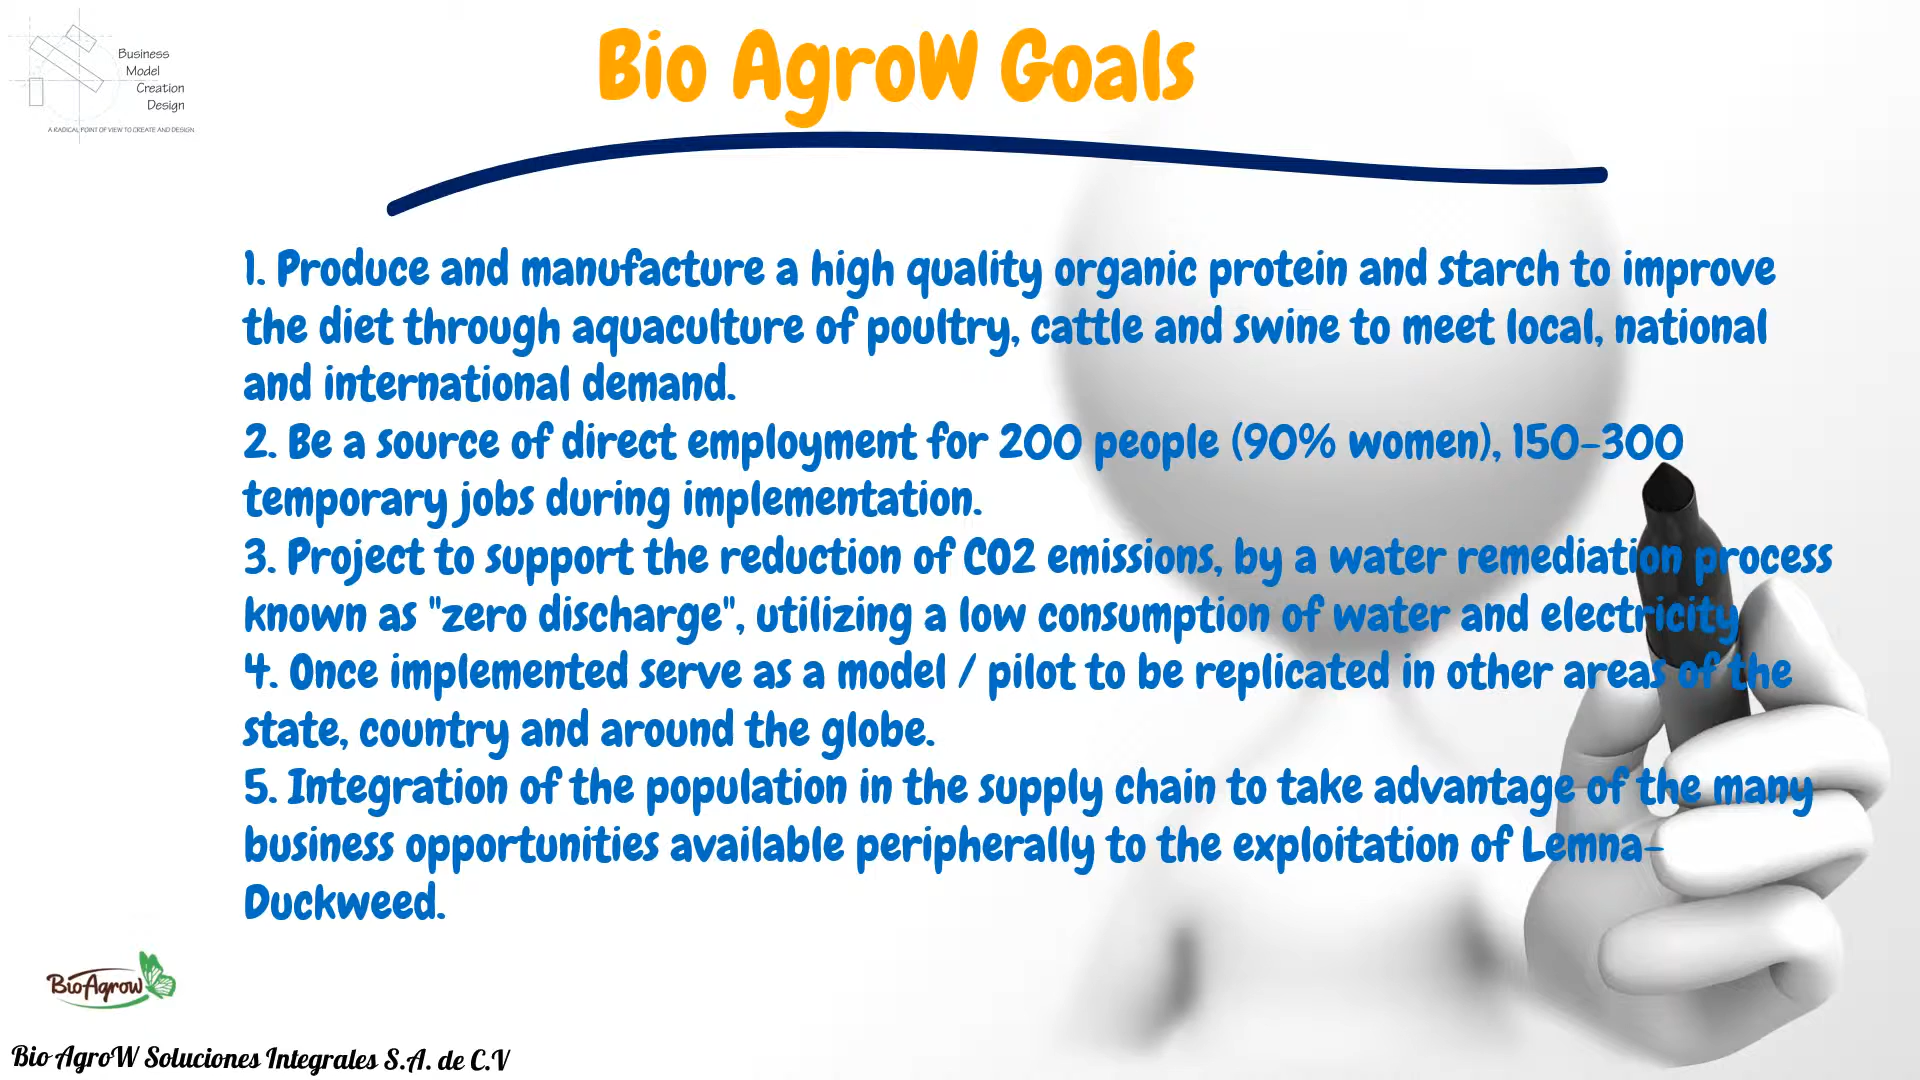 Business
Model
Creation
Design
A RADICAL POINT OF VIEW TO CREATE AND DESIGN
Bio AgroW Goals
1. Produce and manufacture a high quality organic protein and starch to improve
the diet through aquaculture of poultry, cattle and swine to meet local, national
and international demand.
2. Be a source of direct employment for 200 people (90% women), 150-300
temporary jobs during implementation.
3. Project to support the reduction of CO2 emissions, by a water remediation process
known as "zero discharge", utilizing a low consumption of water and electricity
4. Once implemented serve as a model / pilot to be replicated in other areas of the
state, country and around the globe.
5. Integration of the population in the supply chain to take advantage of the many
business opportunities available peripherally to the exploitation of Lemna-
Duckweed.
BioAgrow
Bio AgroW Soluciones Integrales S.A. de C.V